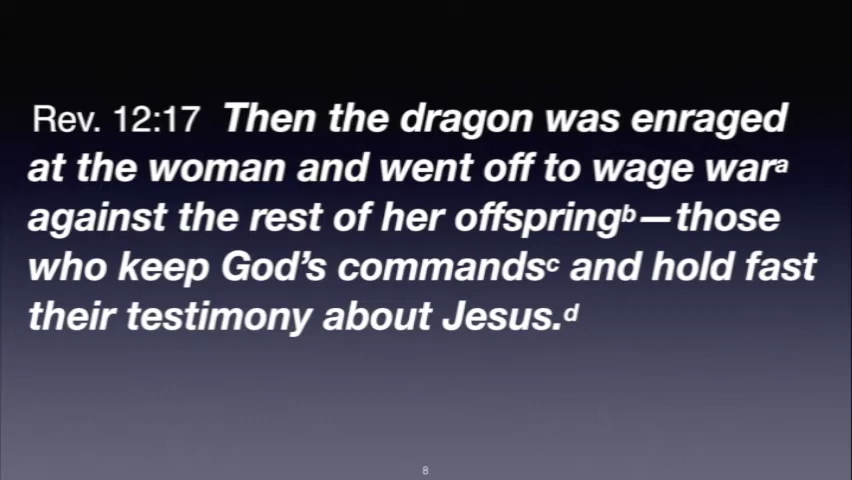 Rev. 12:17 Then the dragon was enraged
at the woman and went off to wage warᵃ
against the rest of her offspringᵇ—those
who keep God’s commandsᶜ and hold fast
their testimony about Jesus.ᵈ
8